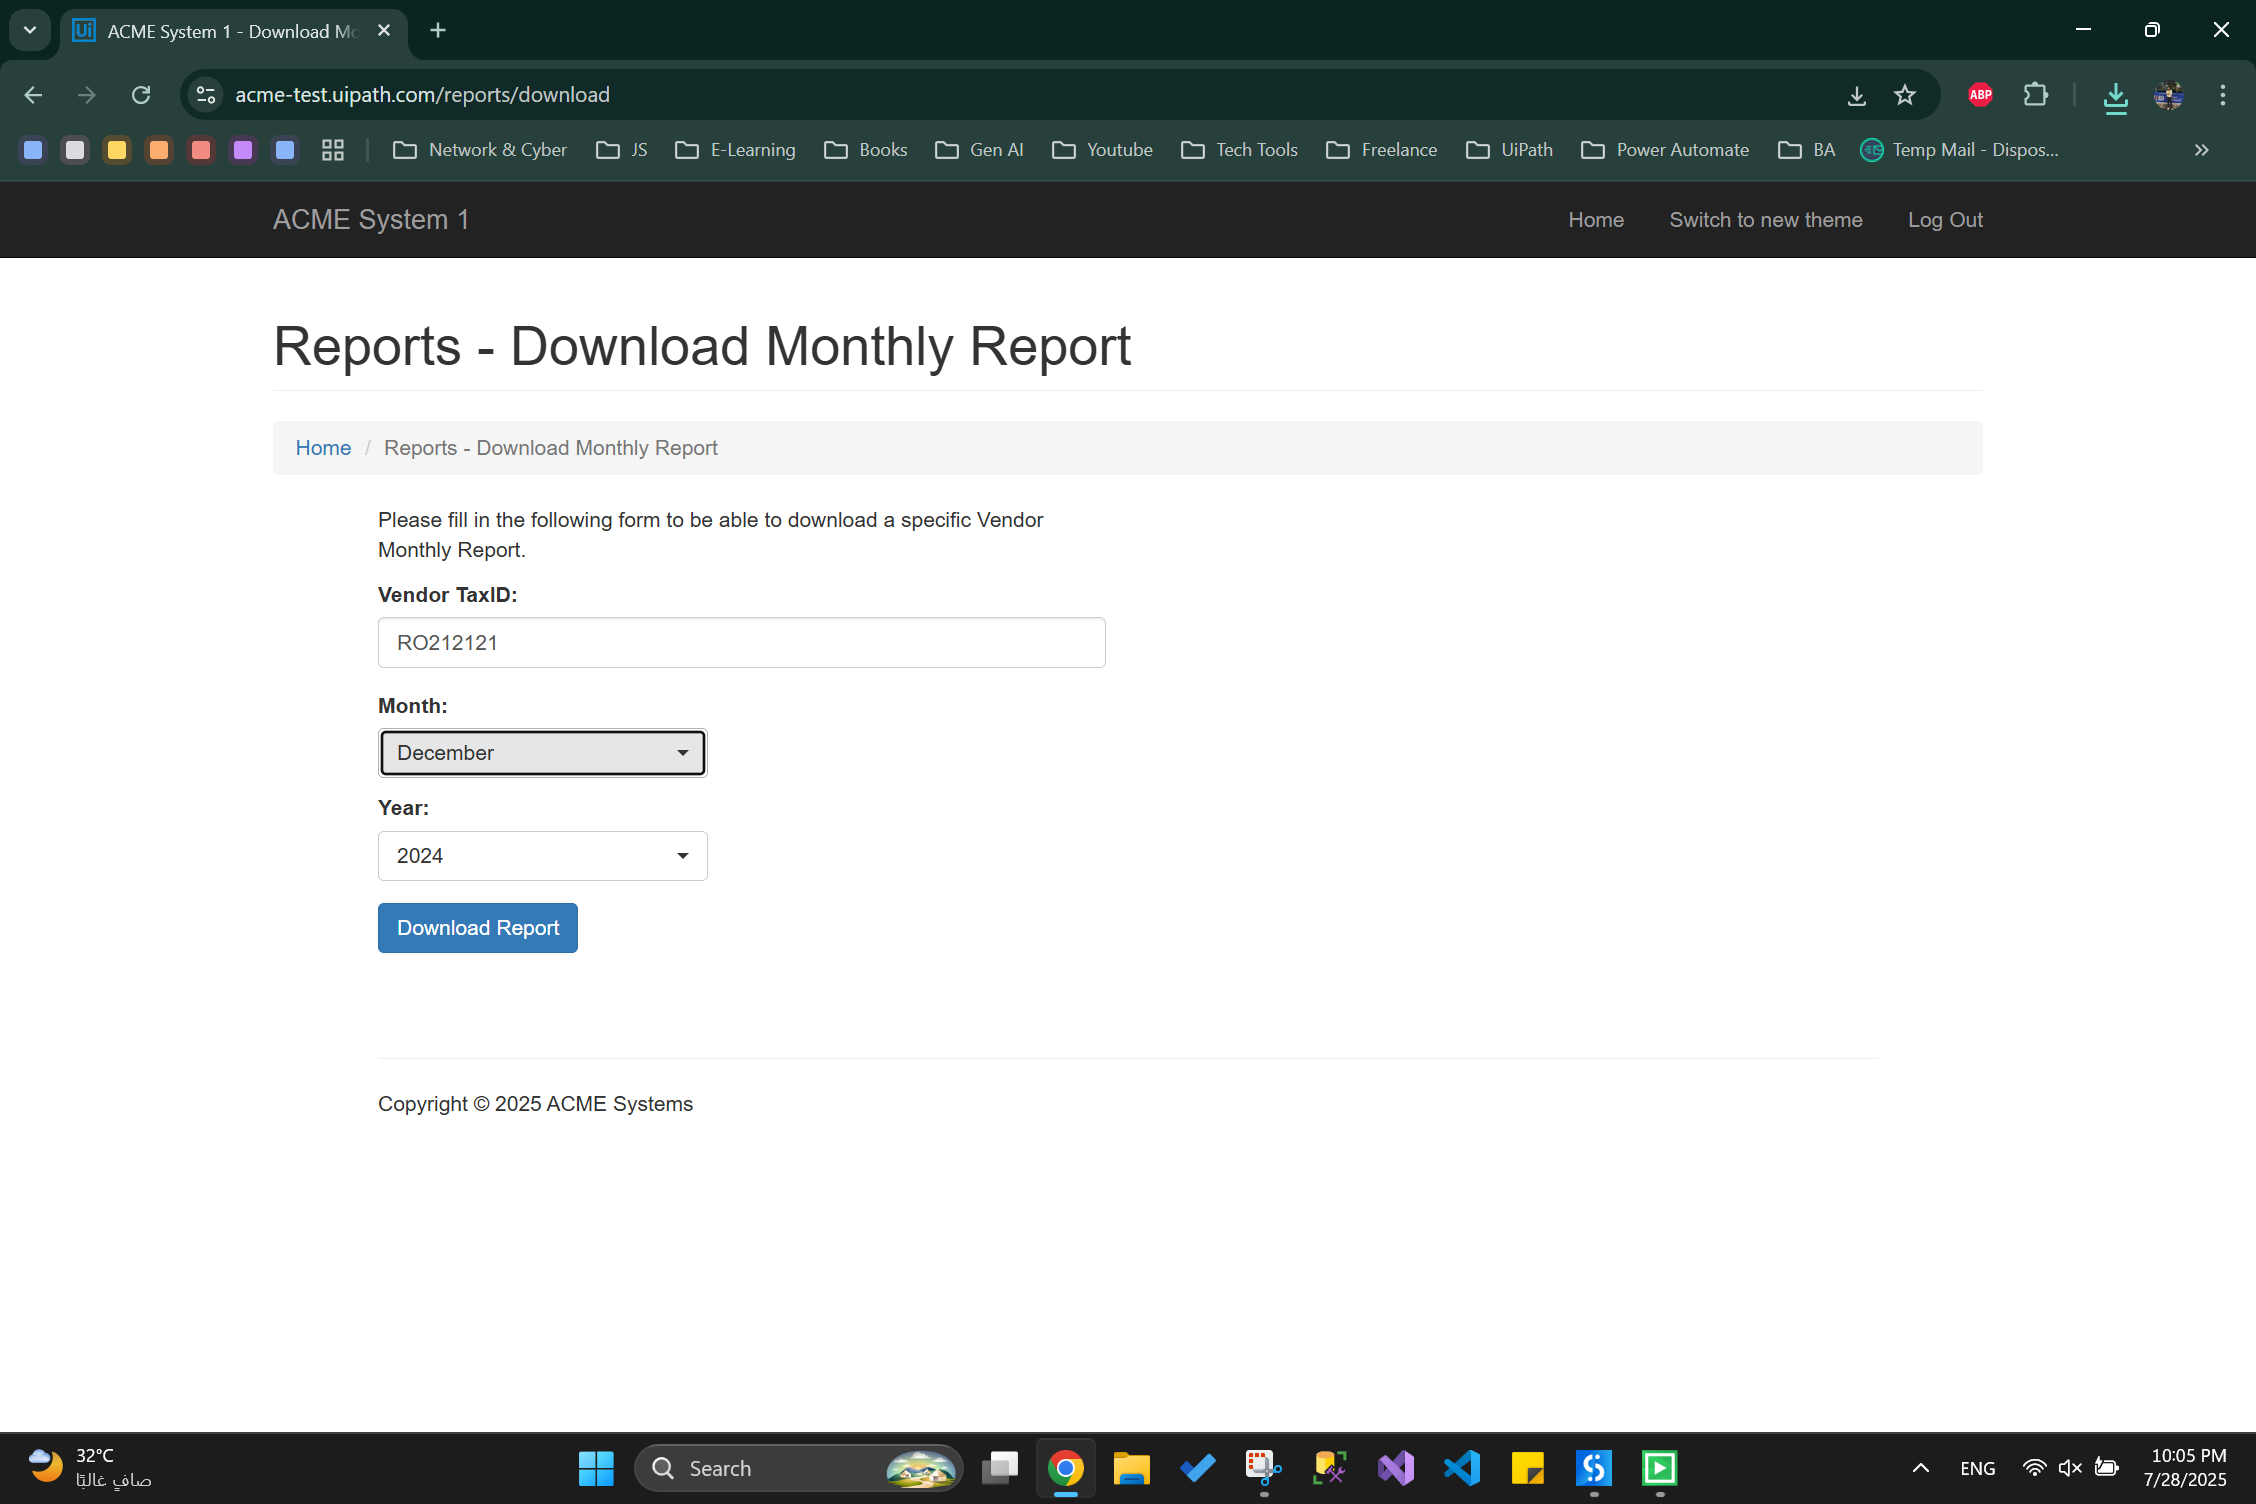 ACME System 1 - Download Mo
acme-test.uipath.com/reports/download
ABP
Network & Cyber
JS
E-Learning
Books
Gen AI
Youtube
Tech Tools
Freelance
UiPath
Power Automate
BA
Temp Mail - Dispos...
ACME System 1
Home
Switch to new theme
Log Out
Reports - Download Monthly Report
Home / Reports - Download Monthly Report
Please fill in the following form to be able to download a specific Vendor
Monthly Report.
Vendor TaxID:
RO212121
Month:
December
Year:
2024
Download Report
Copyright © 2025 ACME Systems
32°C
صافٍ غالبًا
Search
ENG
10:05 PM
7/28/2025